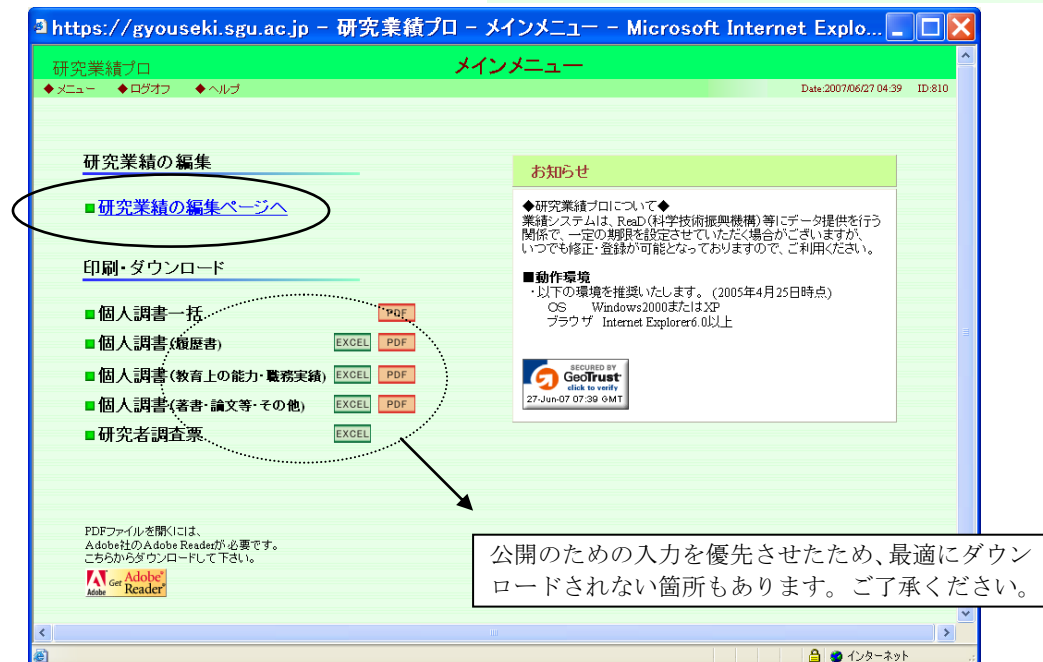 https://gyouseki.sgu.ac.jp - 研究業績プロ - メインメニュー - Microsoft Internet Explo...
研究業績プロ
メインメニュー
◆メニュー ◆ログオフ ◆ヘルプ
Date:2007/06/27 04:39 ID:810
研究業績の編集
■研究業績の編集ページへ
印刷・ダウンロード
■個人調書一括 PDF
■個人調書(履歴書) EXCEL PDF
■個人調書(教育上の能力・職務実績) EXCEL PDF
■個人調書(著書・論文等・その他) EXCEL PDF
■研究者調査票 EXCEL
PDFファイルを開くには、
Adobe社のAdobe Readerが必要です。
こちらからダウンロードして下さい。
Adobe Get Adobe® Reader®
お知らせ
◆研究業績プロについて◆
業績システムは、ReaD(科学技術振興機構)等にデータ提供を行う
関係で、一定の期限を設定させていただく場合がございますが、
いつでも修正・登録が可能となっておりますので、ご利用ください。
■動作環境
・以下の環境を推奨いたします。 (2005年4月25日時点)
OS Windows2000またはXP
ブラウザ Internet Explorer6.0以上
SECURED BY
GeoTrust
click to verify
27-Jun-07 07:39 GMT
公開のための入力を優先させたため、最適にダウン
ロードされない箇所もあります。ご了承ください。
インターネット